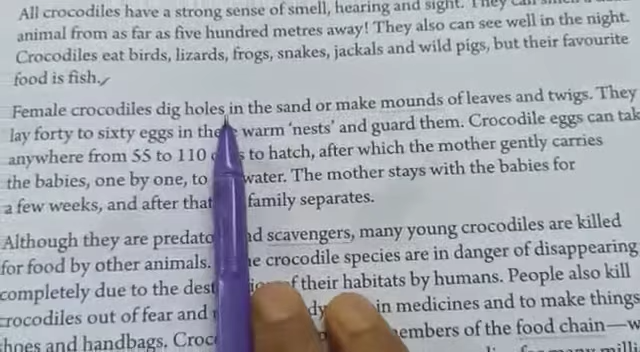 All crocodiles have a strong sense of smell, hearing and sight. They can
animal from as far as five hundred metres away! They also can see well in the night.
Crocodiles eat birds, lizards, frogs, snakes, jackals and wild pigs, but their favourite
food is fish.
Female crocodiles dig holes in the sand or make mounds of leaves and twigs. They
lay forty to sixty eggs in warm ‘nests’ and guard them. Crocodile eggs can tak
anywhere from 55 to 110 to hatch, after which the mother gently carries
the babies, one by one, to water. The mother stays with the babies for
a few weeks, and after that family separates.
Although they are predato nd scavengers, many young crocodiles are killed
for food by other animals. crocodile species are in danger of disappearing
completely due to the dest of their habitats by humans. People also kill
crocodiles out of fear and in medicines and to make things
shoes and handbags. Croc embers of the food chain—w